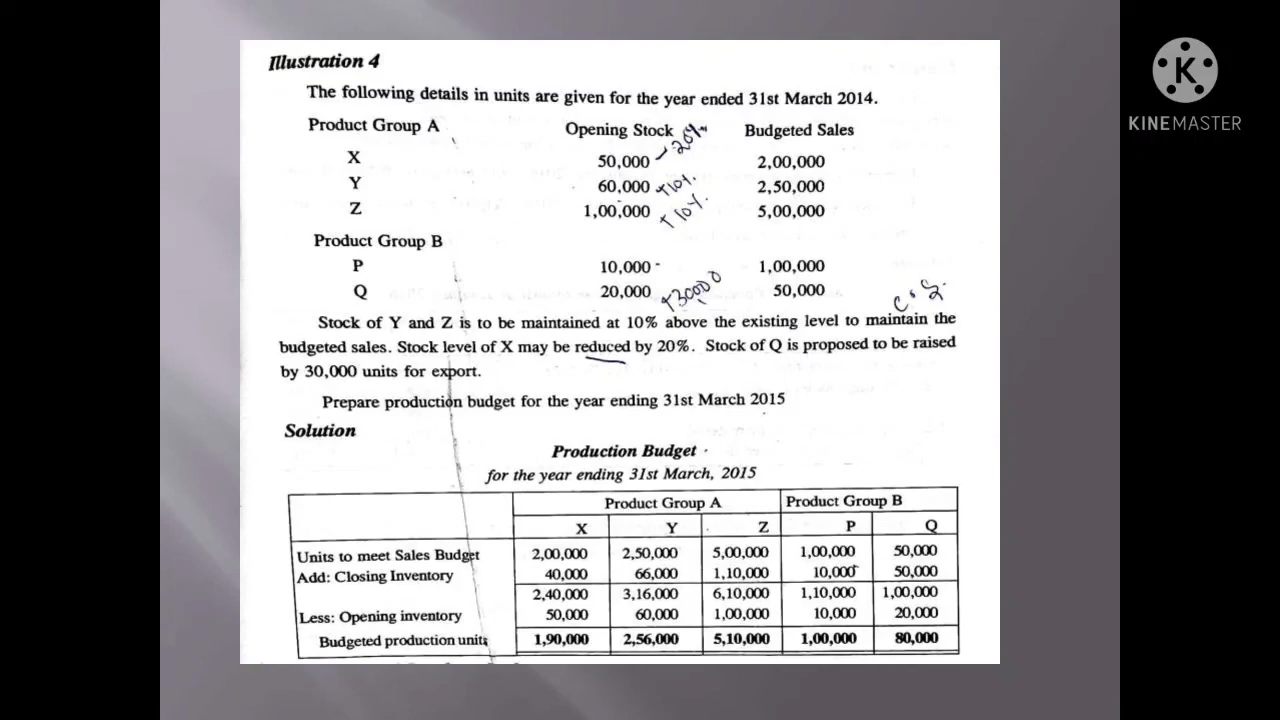 Illustration 4
The following details in units are given for the year ended 31st March 2014.
Product Group A Opening Stock Budgeted Sales
X 50,000 - 20% 2,00,000
Y 60,000 +10%. 2,50,000
Z 1,00,000 +10%. 5,00,000
Product Group B
P 10,000 - 1,00,000
Q 20,000 +30000 50,000
C.S.
Stock of Y and Z is to be maintained at 10% above the existing level to maintain the
budgeted sales. Stock level of X may be reduced by 20%. Stock of Q is proposed to be raised
by 30,000 units for export.
Prepare production budget for the year ending 31st March 2015
Solution
Production Budget
for the year ending 31st March, 2015
Product Group A Product Group B
X Y Z P Q
Units to meet Sales Budget 2,00,000 2,50,000 5,00,000 1,00,000 50,000
Add: Closing Inventory 40,000 66,000 1,10,000 10,000 50,000
2,40,000 3,16,000 6,10,000 1,10,000 1,00,000
Less: Opening inventory 50,000 60,000 1,00,000 10,000 20,000
Budgeted production units 1,90,000 2,56,000 5,10,000 1,00,000 80,000
K
KINEMASTER